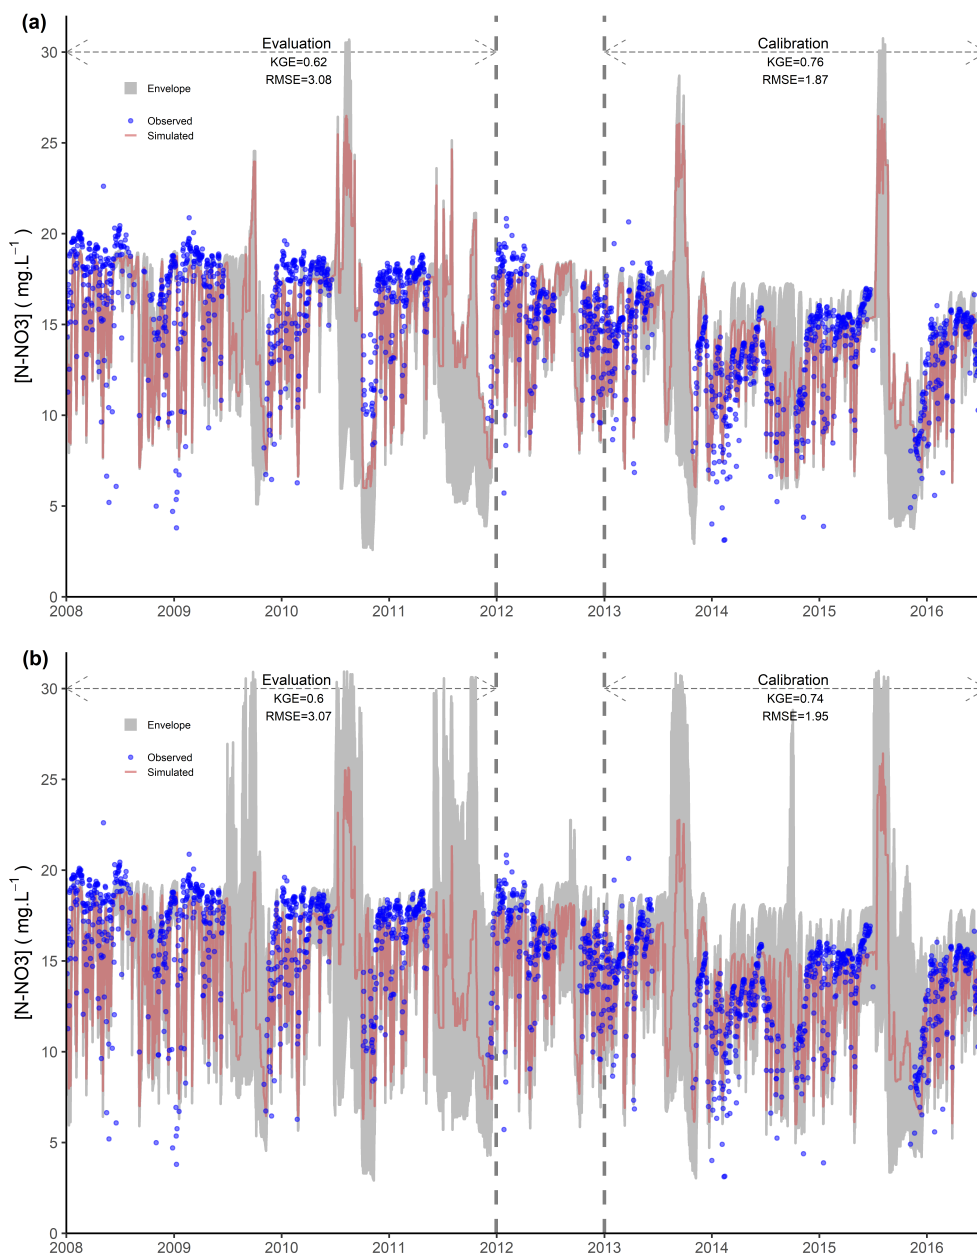 (a)
[N-NO3] ( mg.L⁻¹ )
30
25
20
15
10
5
0
Evaluation
KGE=0.62
RMSE=3.08
Calibration
KGE=0.76
RMSE=1.87
Envelope
Observed
Simulated
2008 2009 2010 2011 2012 2013 2014 2015 2016
(b)
[N-NO3] ( mg.L⁻¹ )
30
25
20
15
10
5
0
Evaluation
KGE=0.6
RMSE=3.07
Calibration
KGE=0.74
RMSE=1.95
Envelope
Observed
Simulated
2008 2009 2010 2011 2012 2013 2014 2015 2016